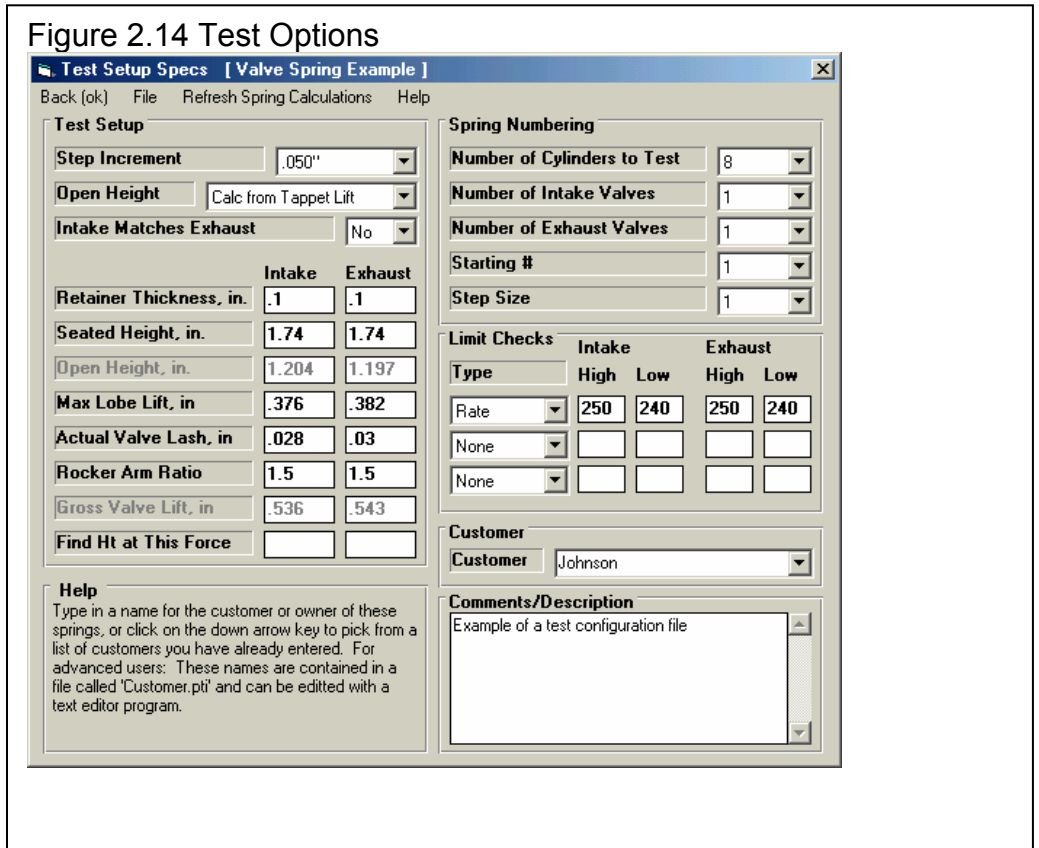 Figure 2.14 Test Options
Test Setup Specs [ Valve Spring Example ]
Back (ok) File Refresh Spring Calculations Help
Test Setup
Step Increment .050"
Open Height Calc from Tappet Lift
Intake Matches Exhaust No
Intake Exhaust
Retainer Thickness, in. .1 .1
Seated Height, in. 1.74 1.74
Open Height, in. 1.204 1.197
Max Lobe Lift, in .376 .382
Actual Valve Lash, in .028 .03
Rocker Arm Ratio 1.5 1.5
Gross Valve Lift, in .536 .543
Find Ht at This Force
Help
Type in a name for the customer or owner of these
springs, or click on the down arrow key to pick from a
list of customers you have already entered. For
advanced users: These names are contained in a
file called 'Customer.pti' and can be editted with a
text editor program.
Spring Numbering
Number of Cylinders to Test 8
Number of Intake Valves 1
Number of Exhaust Valves 1
Starting # 1
Step Size 1
Limit Checks
Intake Exhaust
Type High Low High Low
Rate 250 240 250 240
None
None
Customer
Customer Johnson
Comments/Description
Example of a test configuration file